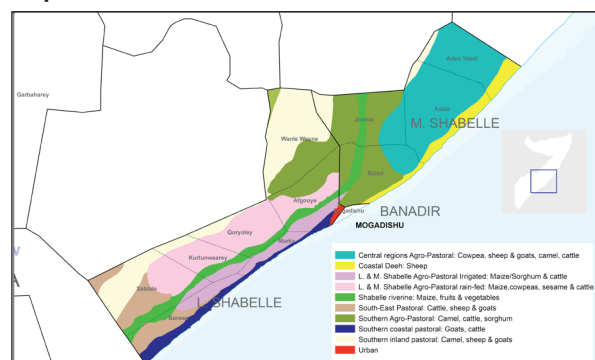 Garbaharey
Aden Yabal
Adale
Jowhar
M. SHABELLE
Wanle Weyne
Balad
Afgooye
gadishu
BANADIR
MOGADISHU
Qoryoley
Marka
Kurtunwaarey
Sablale
L. SHABELLE
Barawe
Central regions Agro-Pastoral: Cowpea, sheep & goats, camel, cattle
Coastal Deeh: Sheep
L. & M. Shabelle Agro-Pastoral Irrigated: Maize/Sorghum & cattle
L. & M. Shabelle Agro-Pastoral rain-fed: Maize,cowpeas, sesame & cattle
Shabelle riverine: Maize, fruits & vegetables
South-East Pastoral: Cattle, sheep & goats
Southern Agro-Pastoral: Camel, cattle, sorghum
Southern coastal pastoral: Goats, cattle
Southern inland pastoral: Camel, sheep & goats
Urban